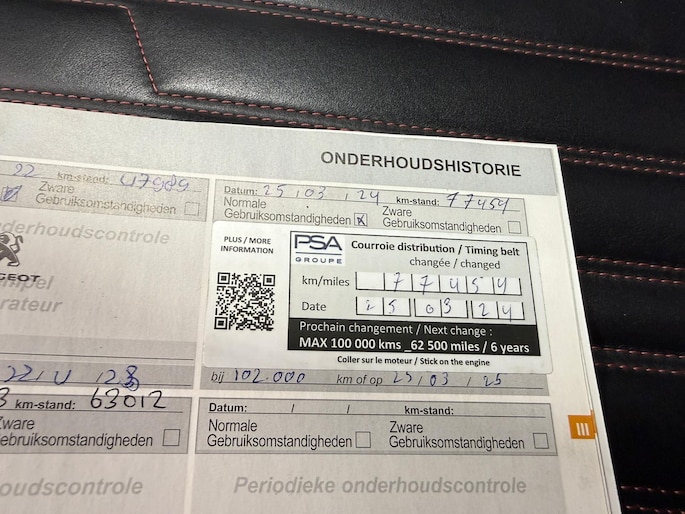 ONDERHOUDSHISTORIE
22 km-stand: 47989
Zware
Gebruiksomstandigheden
Datum: 25 / 03 / 24 km-stand: 77454
Normale
Gebruiksomstandigheden x
Zware
Gebruiksomstandigheden
derhoudscontrole
GEOT
mpel
rateur
PLUS / MORE
INFORMATION
PSA
GROUPE
Courroie distribution / Timing belt
changée / changed
km/miles 77454
Date 25 03 24
Prochain changement / Next change :
MAX 100 000 kms _62 500 miles / 6 years
Coller sur le moteur / Stick on the engine
bij 102.000 km of op 25 / 03 / 25
3 km-stand: 63012
Zware
ebruiksomstandigheden
Datum: / / km-stand:
Normale
Gebruiksomstandigheden
Zware
Gebruiksomstandigheden
oudscontrole
Periodieke onderhoudscontrole
III